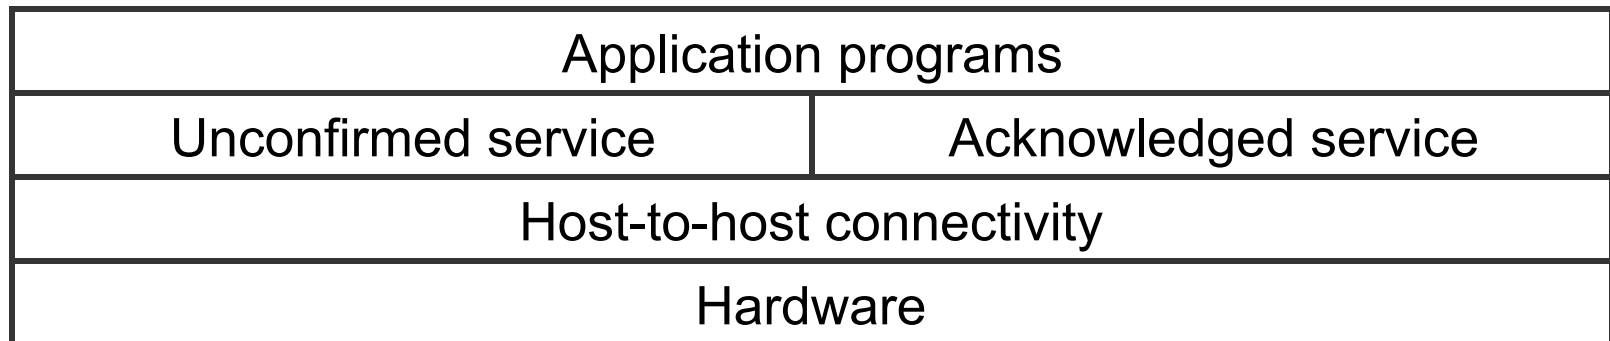 Application programs
Unconfirmed service
Acknowledged service
Host-to-host connectivity
Hardware